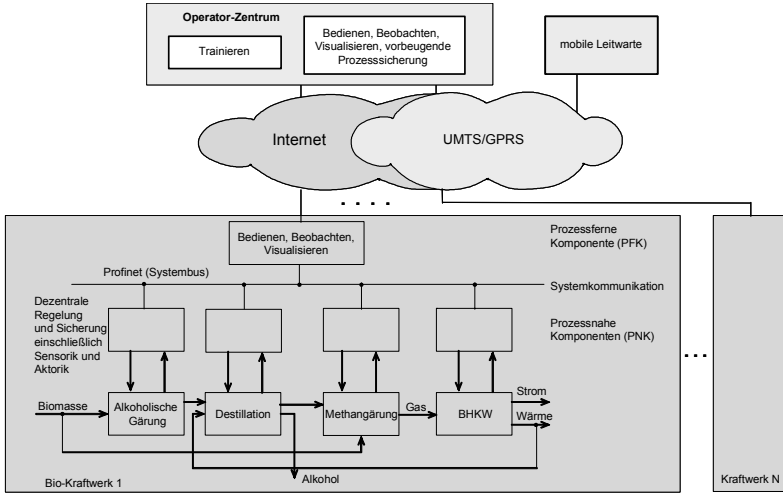 Operator-Zentrum
Trainieren
Bedienen, Beobachten,
Visualisieren, vorbeugende
Prozesssicherung
mobile Leitwarte
Internet
UMTS/GPRS
. . . .
Bedienen, Beobachten,
Visualisieren
Prozessferne
Komponente (PFK)
Profinet (Systembus)
Systemkommunikation
Dezentrale
Regelung
und Sicherung
einschließlich
Sensorik und
Aktorik
Prozessnahe
Komponenten (PNK)
...
Biomasse
Alkoholische
Gärung
Destillation
Methangärung
Gas
BHKW
Strom
Wärme
Alkohol
Bio-Kraftwerk 1
Kraftwerk N